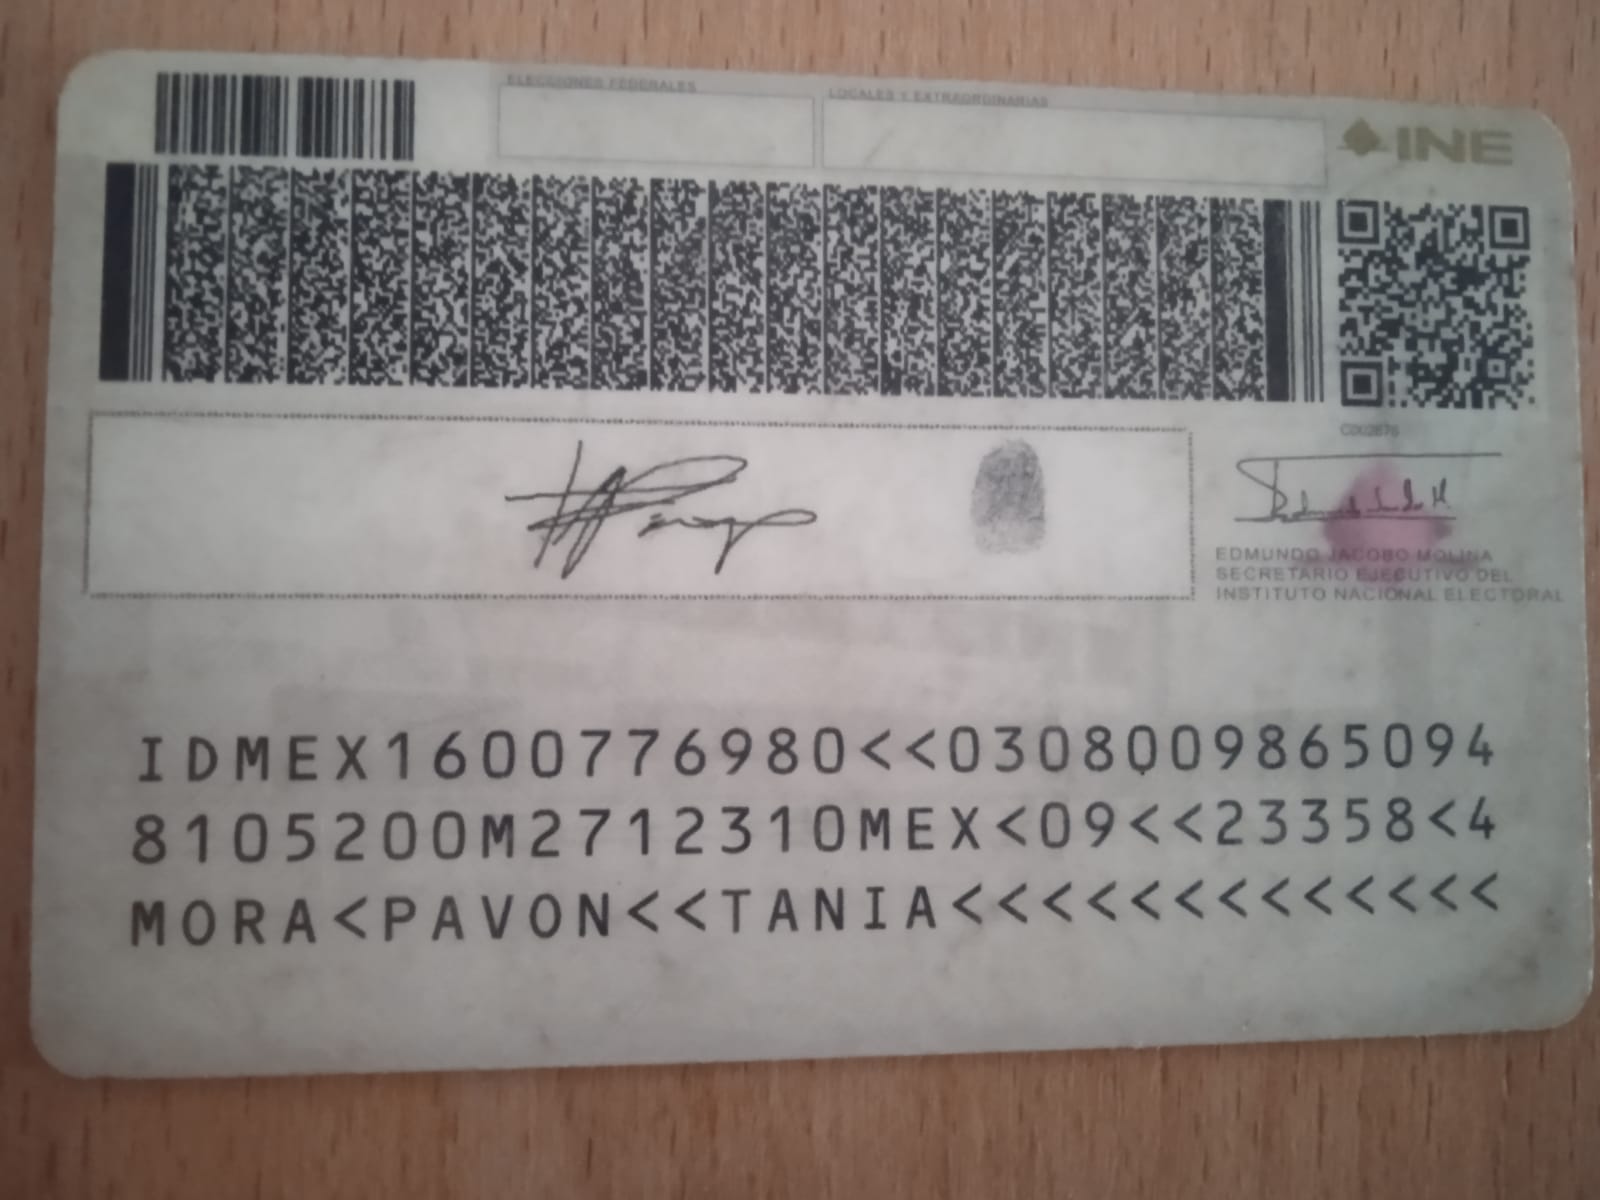 ELECCIONES FEDERALES
LOCALES Y EXTRAORDINARIAS
INE
EDMUNDO JACOBO MOLINA
SECRETARIO EJECUTIVO DEL
INSTITUTO NACIONAL ELECTORAL
IDMEX1600776980<<0308009865094
8105200M2712310MEX<09<<23358<4
MORA<PAVON<<TANIA<<<<<<<<<<<<<